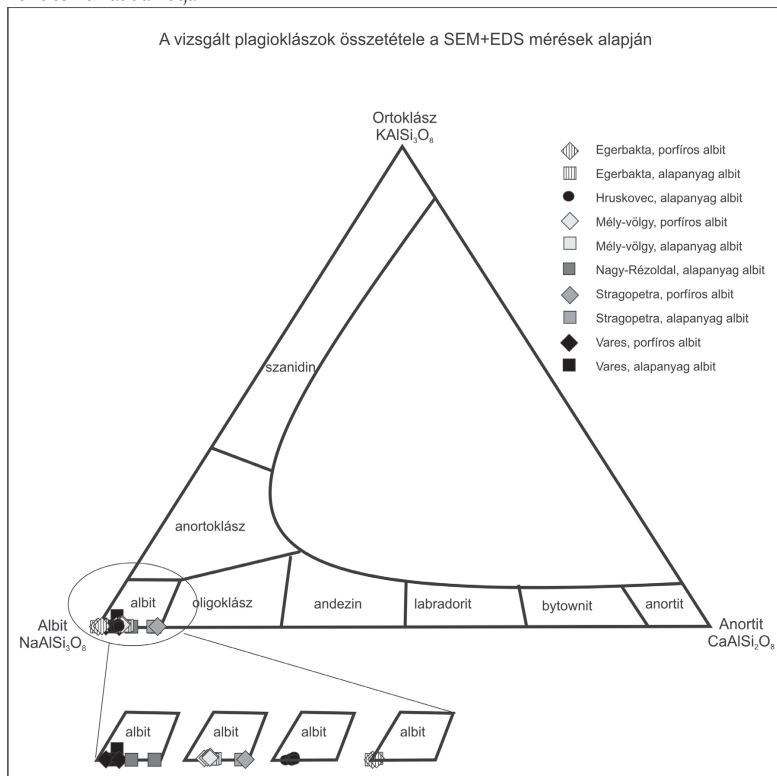 A vizsgált plagioklászok összetétele a SEM+EDS mérések alapján
Ortoklász
KAlSi₃O₈
Egerbakta, porfíros albit
Egerbakta, alapanyag albit
Hruskovec, alapanyag albit
Mély-völgy, porfíros albit
Mély-völgy, alapanyag albit
Nagy-Rézoldal, alapanyag albit
Stragopetra, porfíros albit
Stragopetra, alapanyag albit
Vares, porfíros albit
Vares, alapanyag albit
szanidin
anortoklász
albit
oligoklász
andezin
labradorit
bytownit
anortit
Albit
NaAlSi₃O₈
Anortit
CaAlSi₂O₈
albit
albit
albit
albit